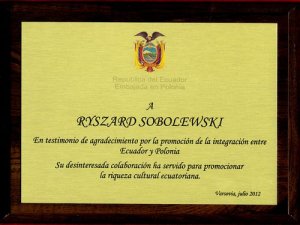 República del Ecuador
Embajada en Polonia
A
RYSZARD SOBOLEWSKI
En testimonio de agradecimiento por la promoción de la integración entre
Ecuador y Polonia
Su desinteresada colaboración ha servido para promocionar
la riqueza cultural ecuatoriana.
Varsovia, julio 2012